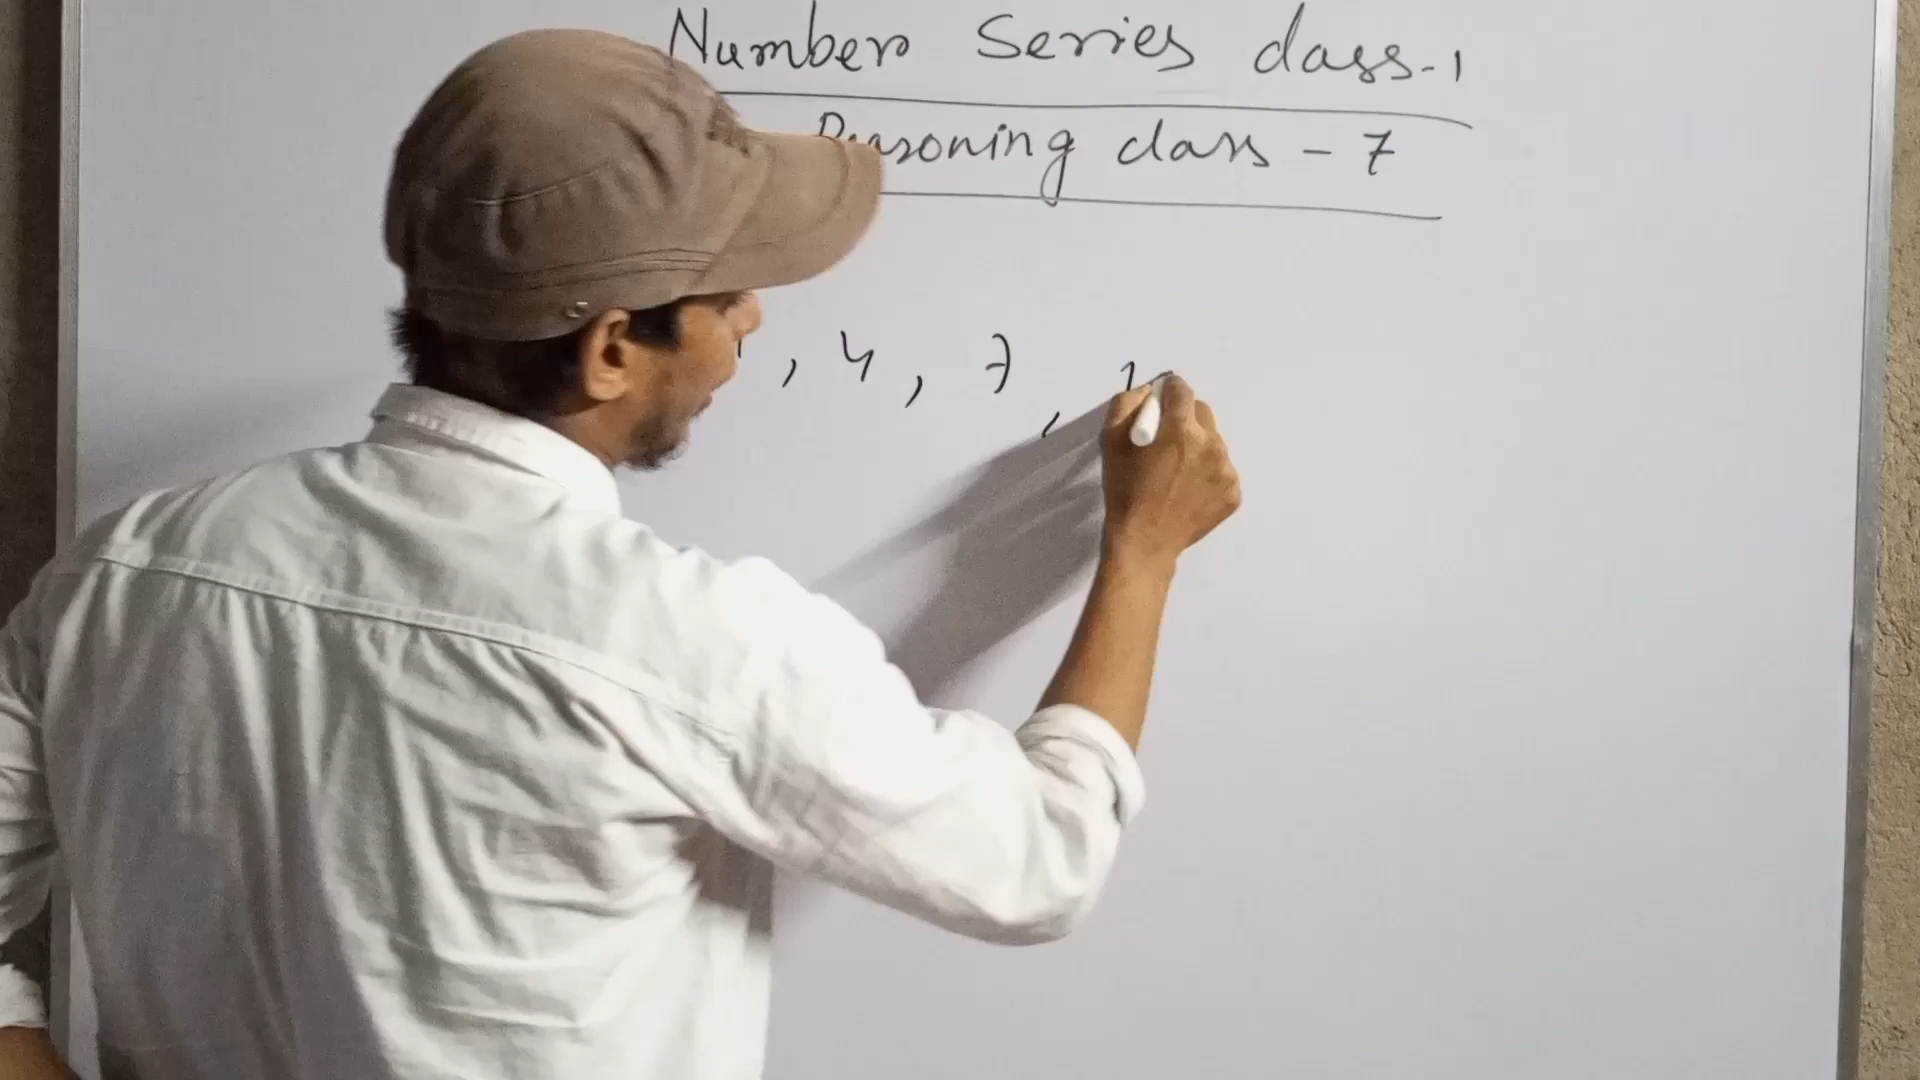 Number Series class-1
Reasoning class - 7
, 4, 7,